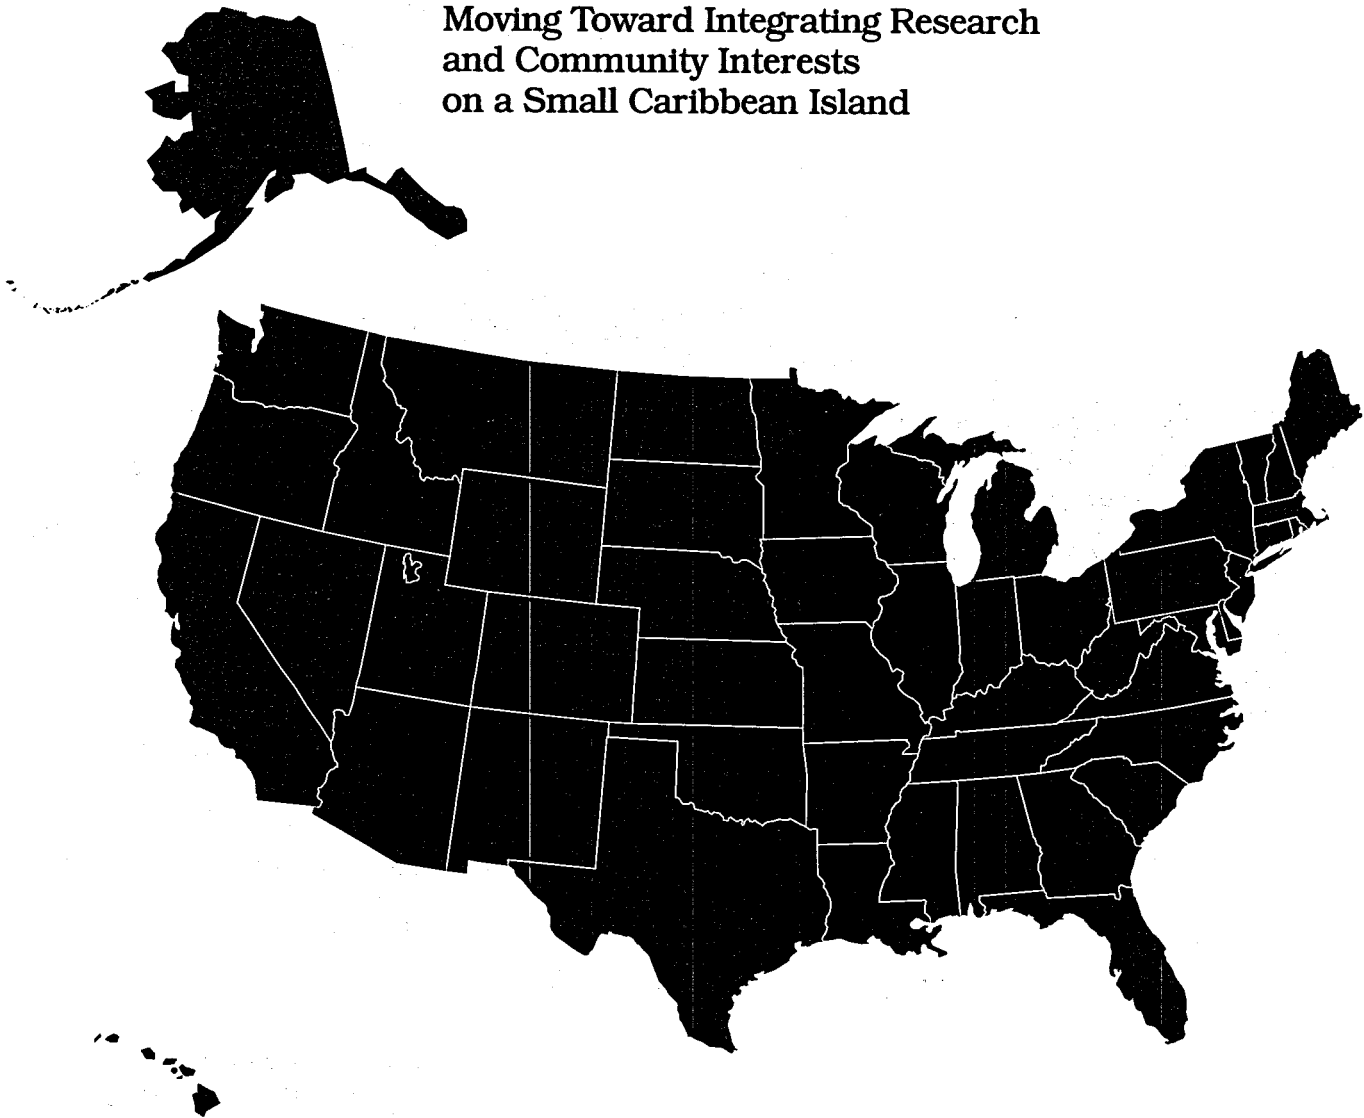 Moving Toward Integrating Research
and Community Interests
on a Small Caribbean Island